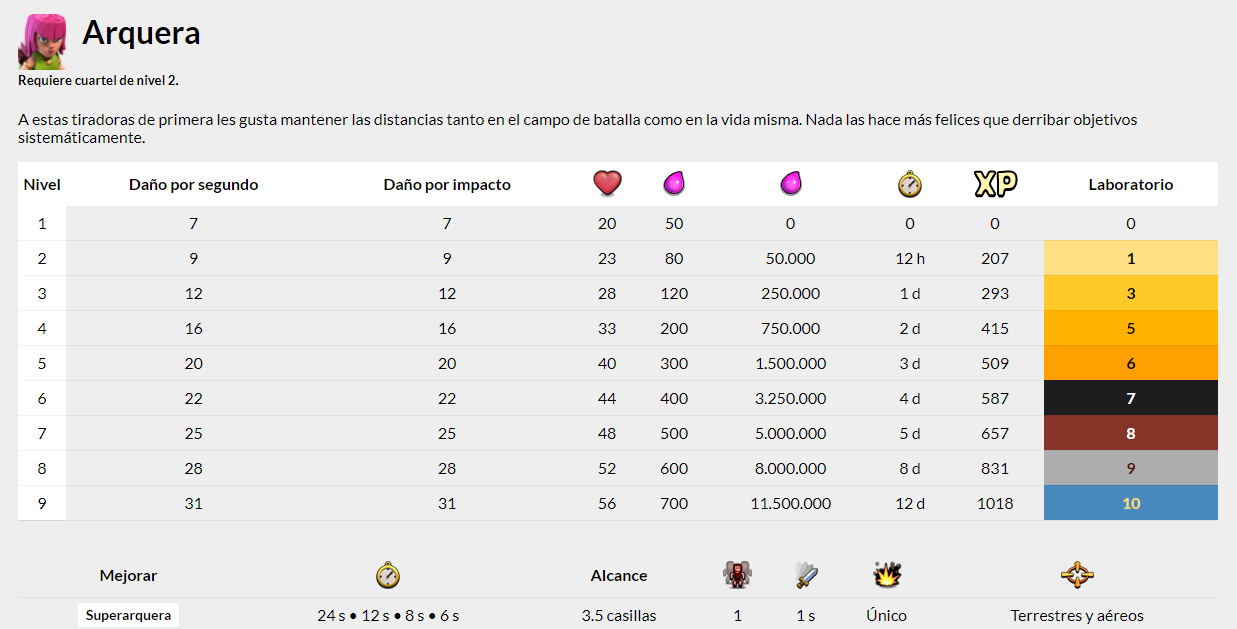 Arquera
Requiere cuartel de nivel 2.
A estas tiradoras de primera les gusta mantener las distancias tanto en el campo de batalla como en la vida misma. Nada las hace más felices que derribar objetivos
sistemáticamente.
Nivel Daño por segundo Daño por impacto XP Laboratorio
1 7 7 20 50 0 0 0 0
2 9 9 23 80 50.000 12 h 207 1
3 12 12 28 120 250.000 1 d 293 3
4 16 16 33 200 750.000 2 d 415 5
5 20 20 40 300 1.500.000 3 d 509 6
6 22 22 44 400 3.250.000 4 d 587 7
7 25 25 48 500 5.000.000 5 d 657 8
8 28 28 52 600 8.000.000 8 d 831 9
9 31 31 56 700 11.500.000 12 d 1018 10
Mejorar Alcance
Superarquera 24 s • 12 s • 8 s • 6 s 3.5 casillas 1 1 s Único Terrestres y aéreos